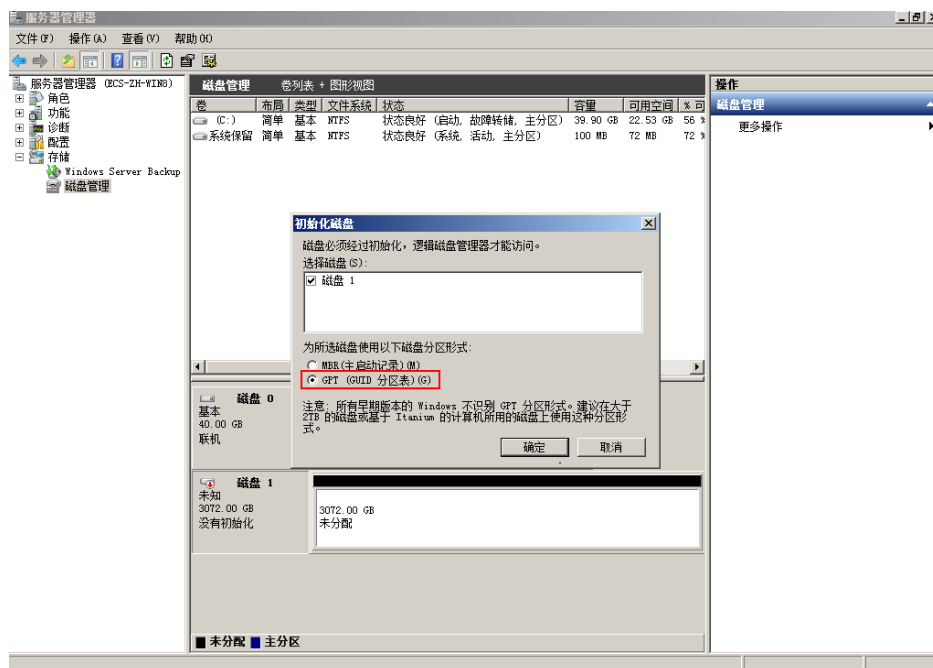 服务器管理器
文件(F) 操作(A) 查看(V) 帮助(H)
服务器管理器 (ECS-ZH-WIN8)
角色
功能
诊断
配置
存储
Windows Server Backup
磁盘管理
磁盘管理 卷列表 + 图形视图
卷 布局 类型 文件系统 状态 容量 可用空间 % 可
(C:) 简单 基本 NTFS 状态良好 (启动, 故障转储, 主分区) 39.90 GB 22.53 GB 56 %
系统保留 简单 基本 NTFS 状态良好 (系统, 活动, 主分区) 100 MB 72 MB 72 %
操作
磁盘管理
更多操作
初始化磁盘
磁盘必须经过初始化，逻辑磁盘管理器才能访问。
选择磁盘(S):
磁盘 1
为所选磁盘使用以下磁盘分区形式:
MBR(主启动记录)(M)
GPT (GUID 分区表)(G)
注意: 所有早期版本的 Windows 不识别 GPT 分区形式。建议在大于
2TB 的磁盘或基于 Itanium 的计算机所用的磁盘上使用这种分区形
式。
确定 取消
磁盘 0
基本
40.00 GB
联机
磁盘 1
未知
3072.00 GB
没有初始化
3072.00 GB
未分配
未分配 主分区